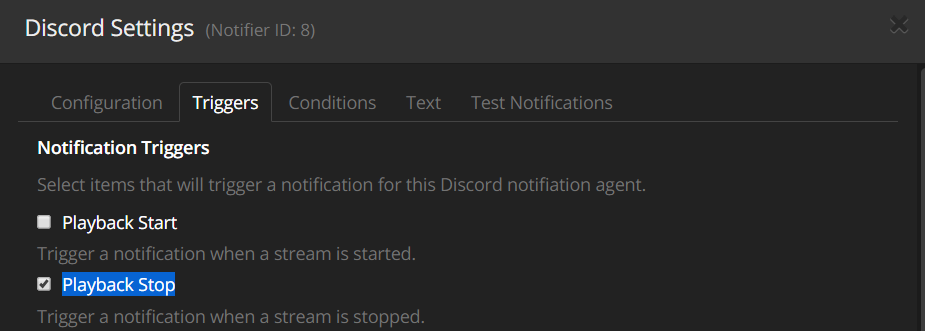 Discord Settings (Notifier ID: 8)
Configuration Triggers Conditions Text Test Notifications
Notification Triggers
Select items that will trigger a notification for this Discord notifiation agent.
Playback Start
Trigger a notification when a stream is started.
Playback Stop
Trigger a notification when a stream is stopped.